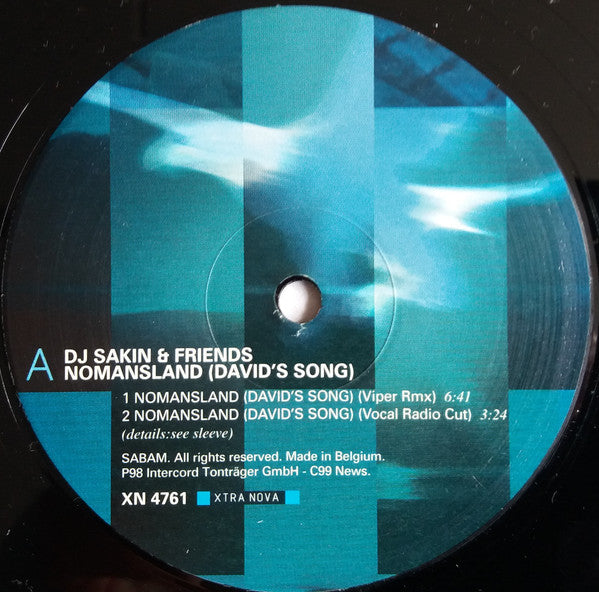 A
DJ SAKIN & FRIENDS
NOMANSLAND (DAVID'S SONG)
1 NOMANSLAND (DAVID'S SONG) (Viper Rmx) 6:41
2 NOMANSLAND (DAVID'S SONG) (Vocal Radio Cut) 3:24
(details:see sleeve)
SABAM. All rights reserved. Made in Belgium.
P98 Intercord Tonträger GmbH - C99 News.
XN 4761 XTRA NOVA